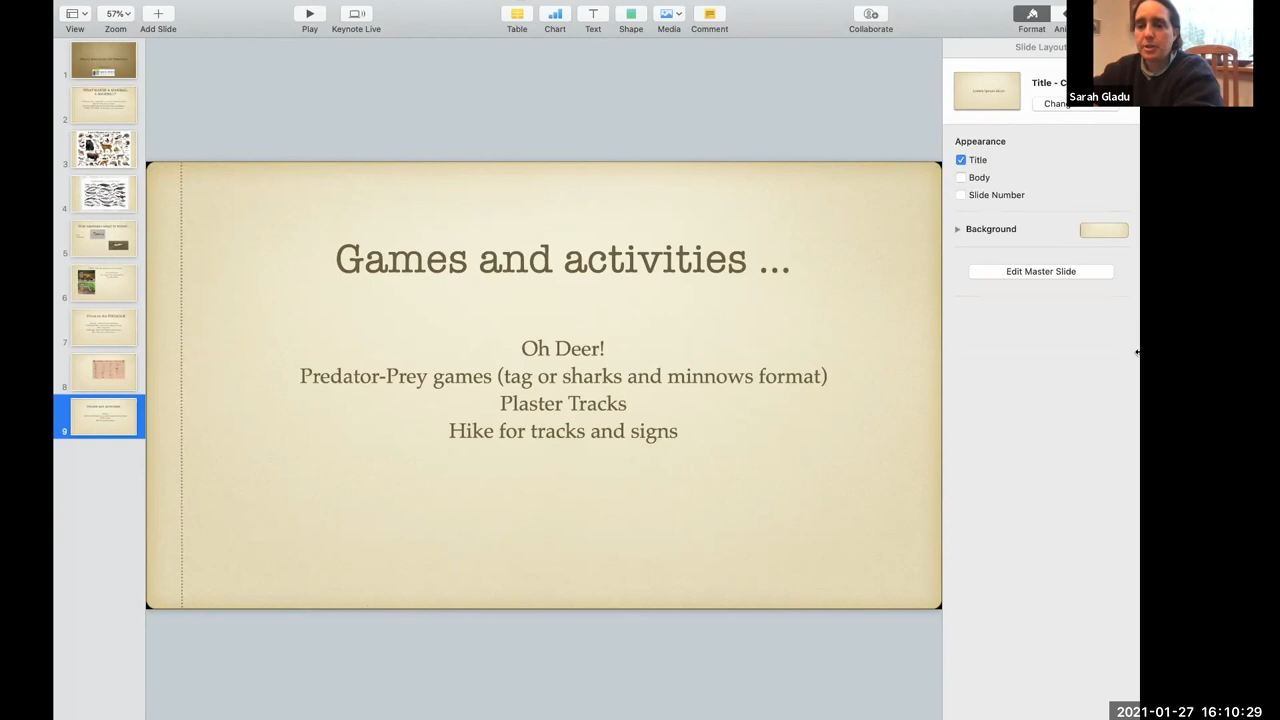 57%
View
Zoom
Add Slide
Play
Keynote Live
Table
Chart
Text
Shape
Media
Comment
Collaborate
Format
Slide Layou
Title - C
Sarah Gladu
Appearance
Title
Body
Slide Number
Background
Edit Master Slide
1
2
3
4
5
6
7
8
9
Games and activities ...
Oh Deer!
Predator-Prey games (tag or sharks and minnows format)
Plaster Tracks
Hike for tracks and signs
2021-01-27 16:10:29